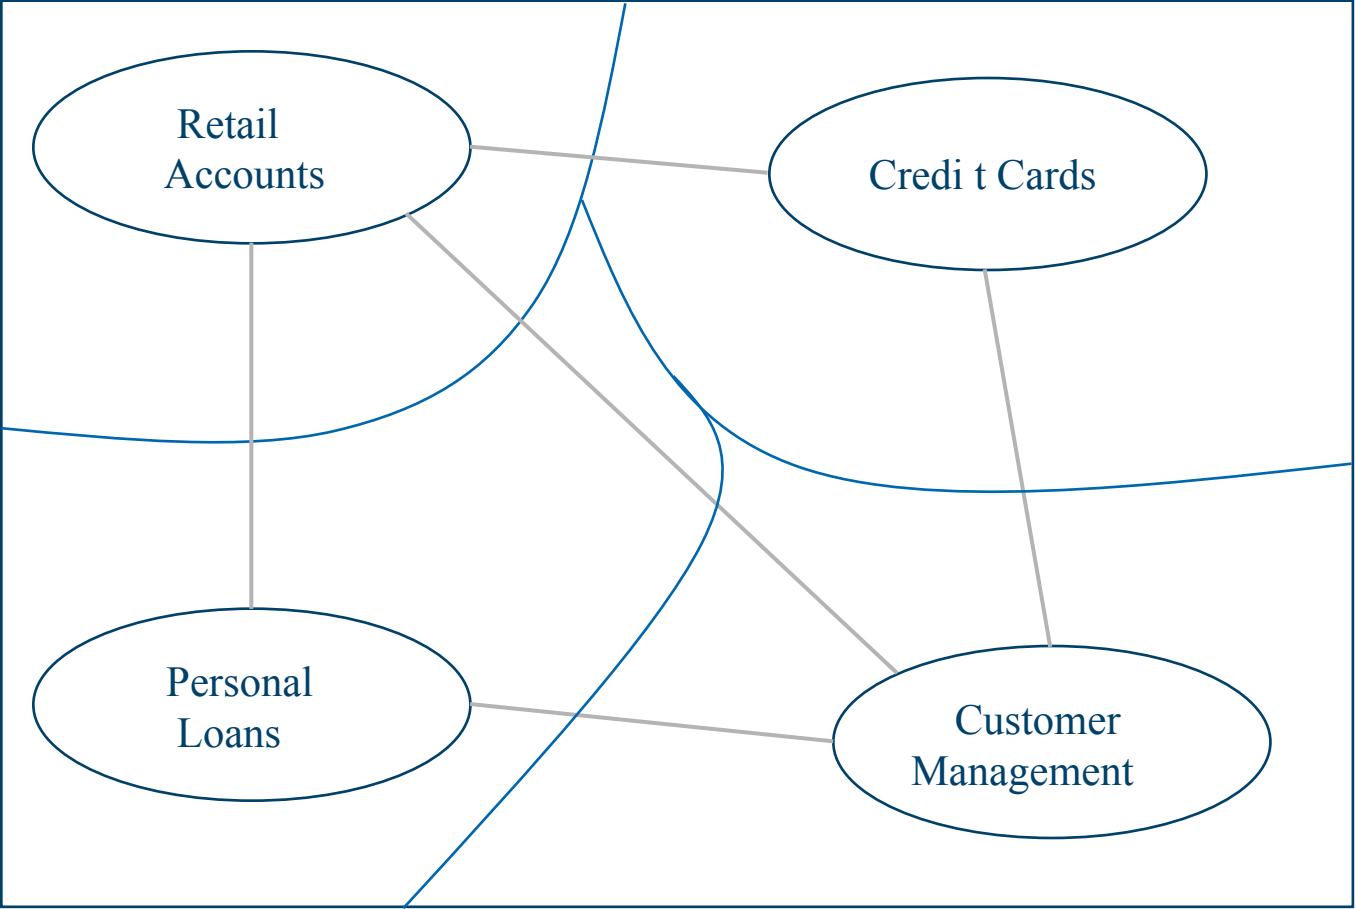 Retail
Accounts
Credi t Cards
Personal
Loans
Customer
Management